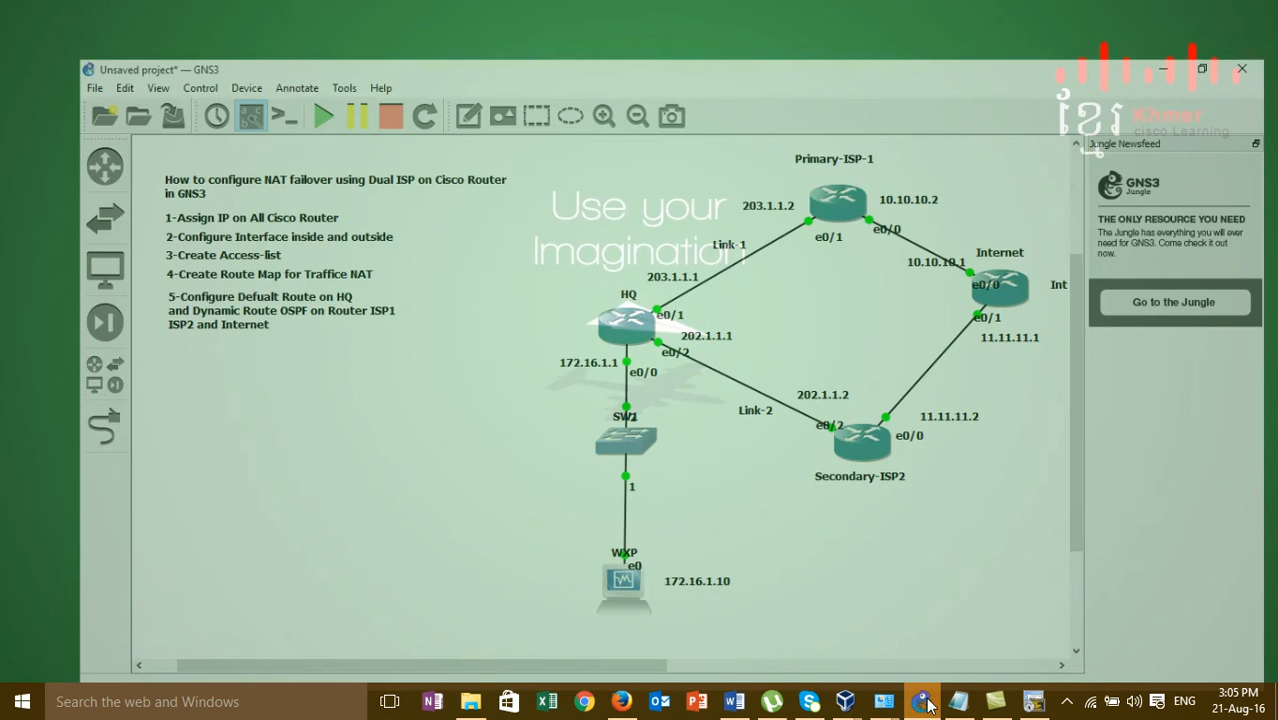 Unsaved project* — GNS3
ខ្មែរ Khmer
cisco Learning
File Edit View Control Device Annotate Tools Help
Jungle Newsfeed
GNS3
Jungle
THE ONLY RESOURCE YOU NEED
The Jungle has everything you will ever
need for GNS3. Come check it out
now.
Go to the Jungle
How to configure NAT failover using Dual ISP on Cisco Router
in GNS3
1-Assign IP on All Cisco Router
2-Configure Interface inside and outside
3-Create Access-list
4-Create Route Map for Traffice NAT
5-Configure Defualt Route on HQ
and Dynamic Route OSPF on Router ISP1
ISP2 and Internet
Use your
Imagination
Primary-ISP-1
203.1.1.2
10.10.10.2
e0/1
e0/0
Link-1
10.10.10.1
Internet
203.1.1.1
e0/0
Int
HQ
e0/1
e0/1
202.1.1.1
11.11.11.1
e0/2
172.16.1.1
e0/0
202.1.1.2
Link-2
11.11.11.2
SW1
2
e0/2
e0/0
Secondary-ISP2
1
WXP
e0
172.16.1.10
Search the web and Windows
ENG
3:05 PM
21-Aug-16